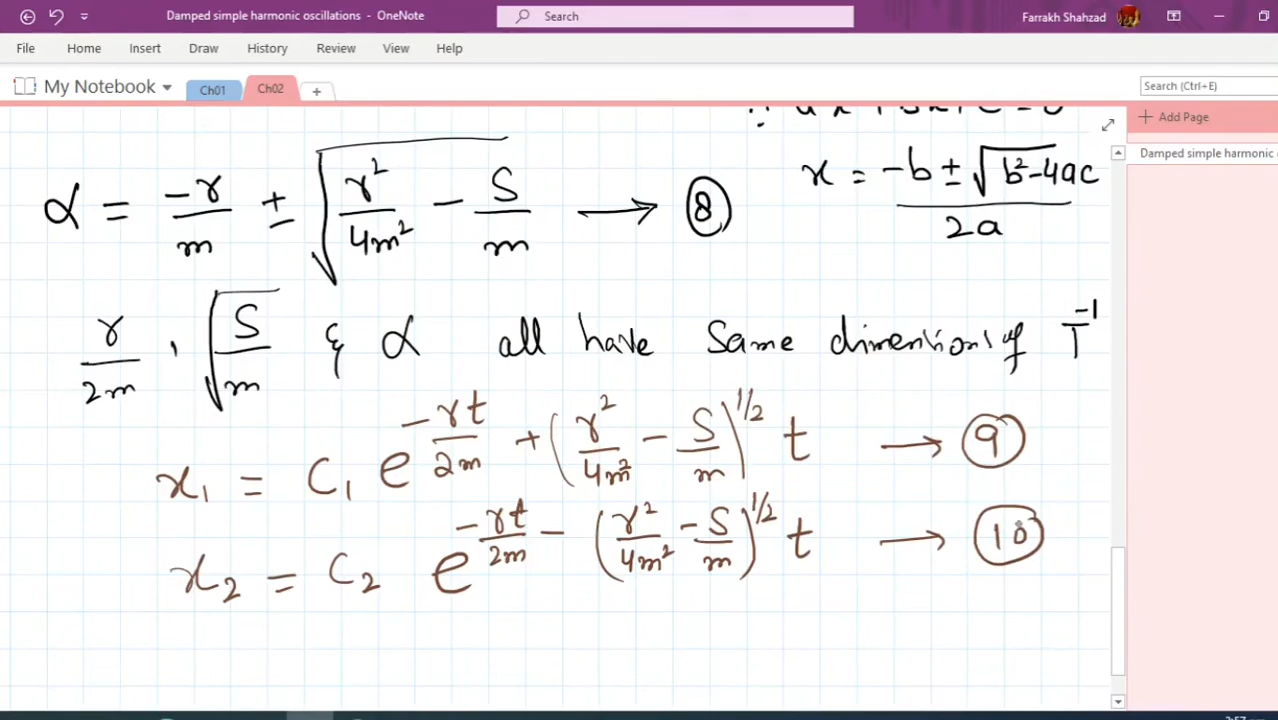 Damped simple harmonic oscillations - OneNote
Search
Farrakh Shahzad
File Home Insert Draw History Review View Help
My Notebook
Ch01
Ch02
+
Search (Ctrl+E)
+ Add Page
Damped simple harmonic
x = -b ± √(b² - 4ac) / 2a
α = -r/m ± √(r²/4m² - S/m) → 8
r/2m , √(S/m) & α all have same dimensions of T⁻¹
x₁ = C₁ e^(-rt/2m + (r²/4m² - S/m)^1/2 t) → 9
x₂ = C₂ e^(-rt/2m - (r²/4m² - S/m)^1/2 t) → 10